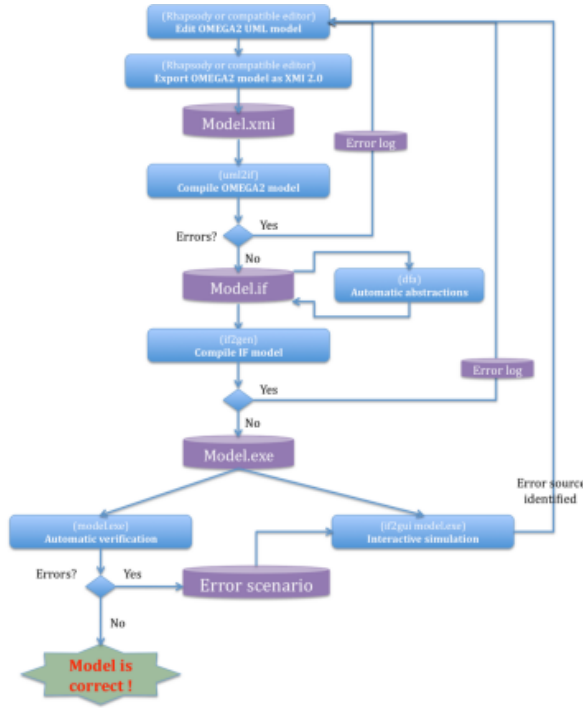 (Rhapsody or compatible editor)
Edit OMEGA2 UML model
(Rhapsody or compatible editor)
Export OMEGA2 model as XMI 2.0
Model.xmi
Error log
(uml2if)
Compile OMEGA2 model
Yes
Errors?
No
Model.if
(dfa)
Automatic abstractions
(if2gen)
Compile IF model
Error log
Yes
No
Model.exe
Error source
identified
(model.exe)
Automatic verification
(if2gui model.exe)
Interactive simulation
Errors?
Yes
Error scenario
No
Model is
correct !